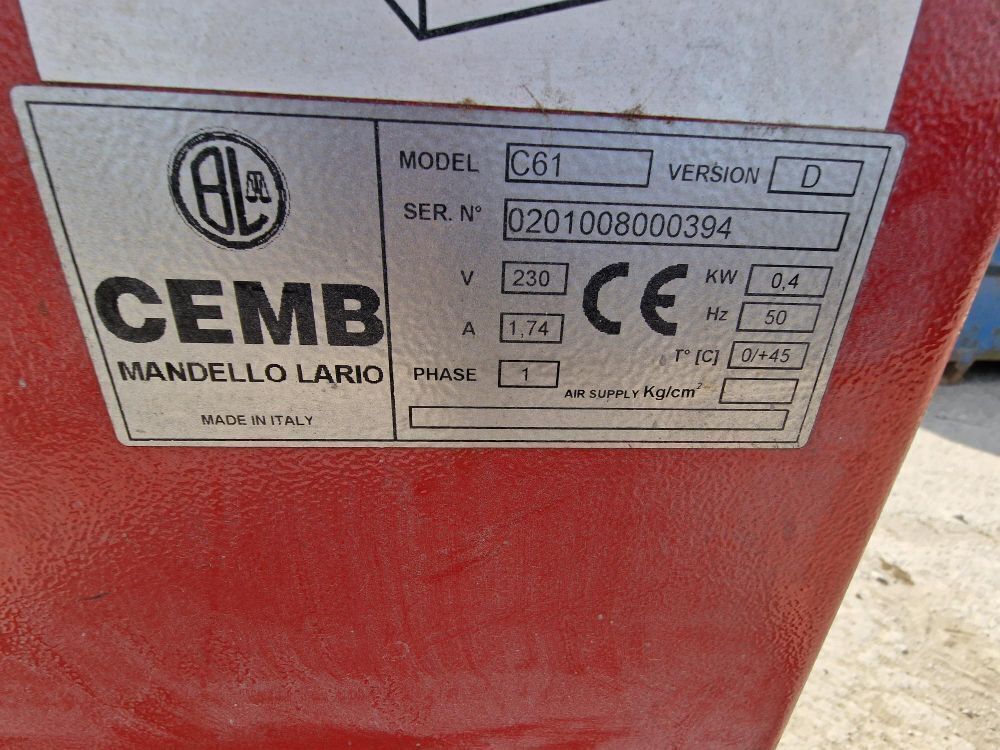 BL
CEMB
MANDELLO LARIO
MADE IN ITALY
MODEL C61 VERSION D
SER. N° 0201008000394
V 230 CE KW 0,4
A 1,74 Hz 50
T° [C] 0/+45
PHASE 1 AIR SUPPLY Kg/cm²